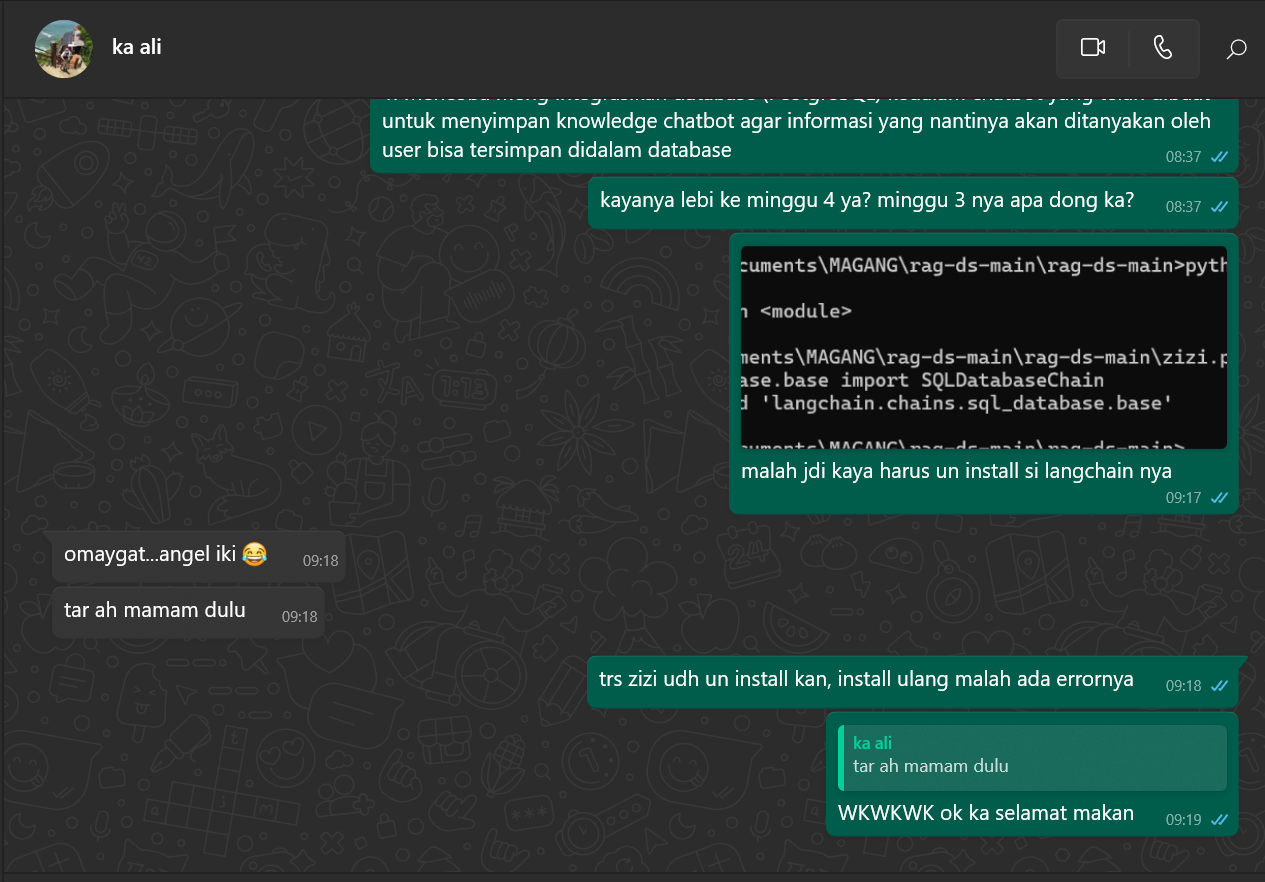 ka ali
untuk menyimpan knowledge chatbot agar informasi yang nantinya akan ditanyakan oleh
user bisa tersimpan didalam database
08:37
kayanya lebi ke minggu 4 ya? minggu 3 nya apa dong ka?
08:37
cuments\MAGANG\rag-ds-main\rag-ds-main>pyth
n <module>
ments\MAGANG\rag-ds-main\rag-ds-main\zizi.p
ase.base import SQLDatabaseChain
d 'langchain.chains.sql_database.base'
cuments\MAGANG\rag-ds-main\rag-ds-main>
malah jdi kaya harus un install si langchain nya
09:17
omaygat...angel iki 😂
09:18
tar ah mamam dulu
09:18
trs zizi udh un install kan, install ulang malah ada errornya
09:18
ka ali
tar ah mamam dulu
WKWKWK ok ka selamat makan
09:19